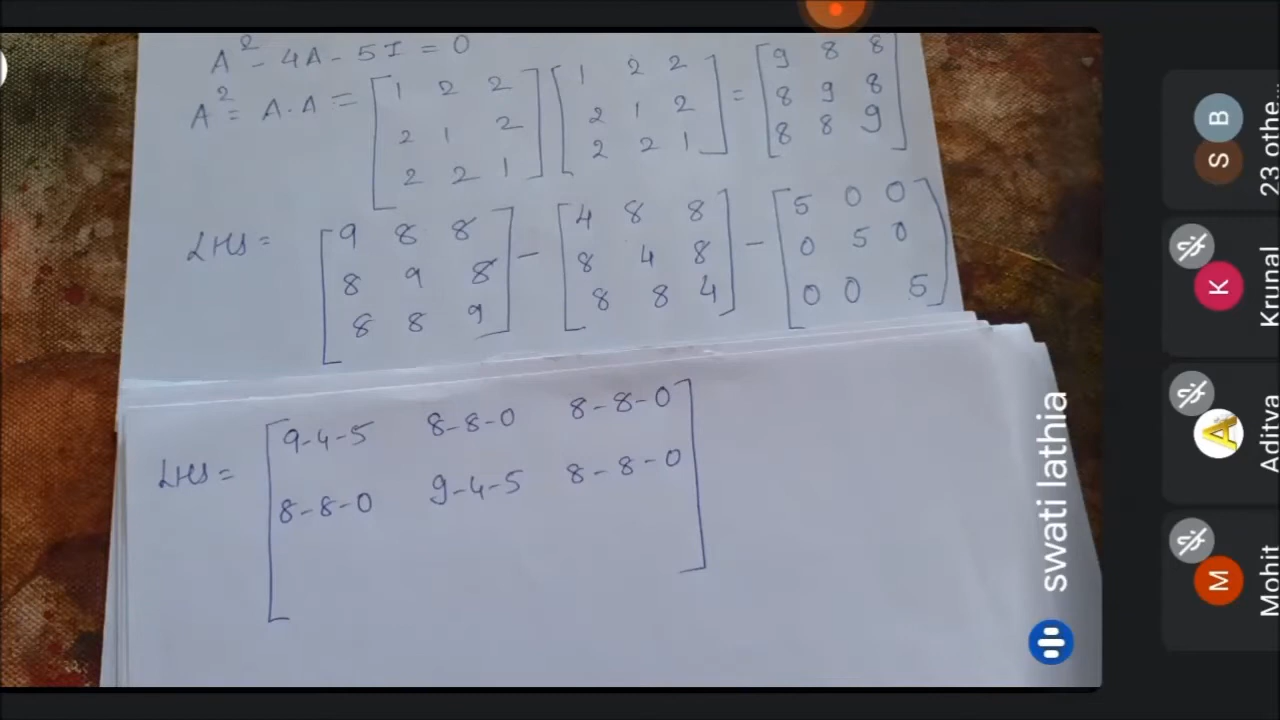 A² - 4A - 5I = 0
A² = A.A = [1 2 2 [1 2 2 = [9 8 8
2 1 2 2 1 2 8 9 8
2 2 1] 2 2 1] 8 8 9]
LHS = [9 8 8 - [4 8 8 - [5 0 0
8 9 8 8 4 8 0 5 0
8 8 9] 8 8 4] 0 0 5]
LHS = [9-4-5 8-8-0 8-8-0
8-8-0 9-4-5 8-8-0]
swati lathia
S B
23 othe...
K
Krunal
A
Aditya
M
Mohit